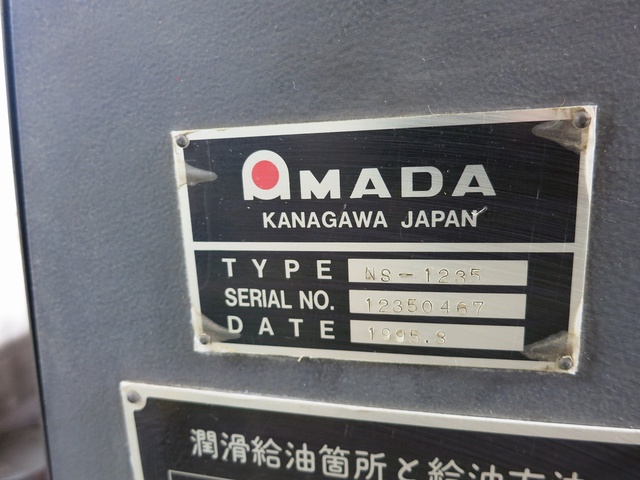 AMADA
KANAGAWA JAPAN
TYPE NS-1235
SERIAL NO. 12350467
DATE 1995.8
潤滑給油箇所と給油方法